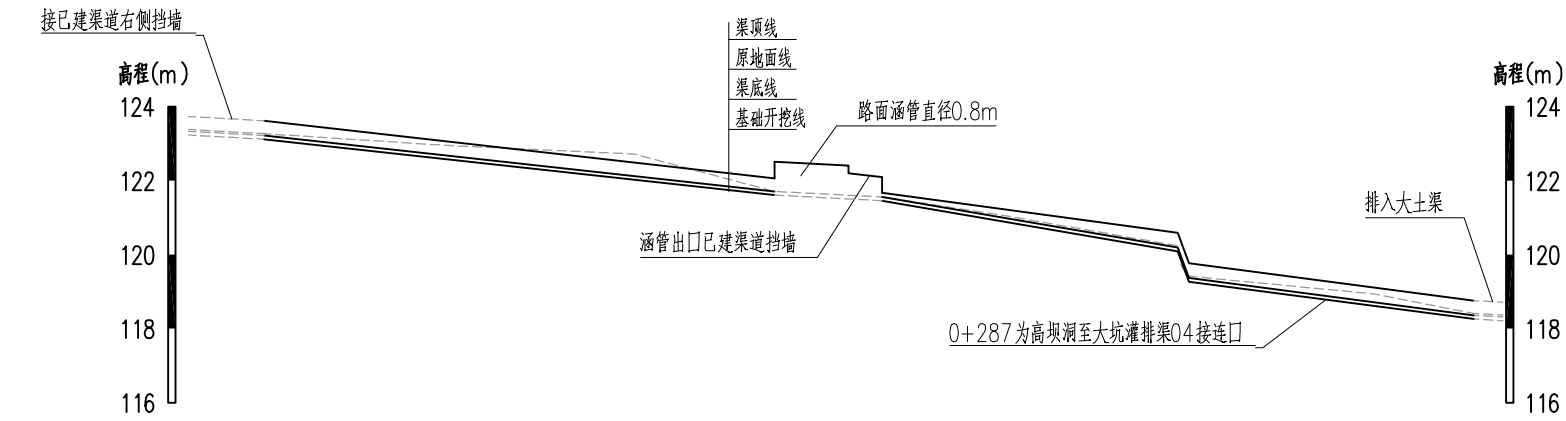 接已建渠道右侧挡墙
渠顶线
原地面线
渠底线
基础开挖线
高程(m)
高程(m)
124
122
120
118
116
路面涵管直径0.8m
涵管出口已建渠道挡墙
排入大土渠
0+287为高坝洞至大坑灌排渠04接连口
124
122
120
118
116